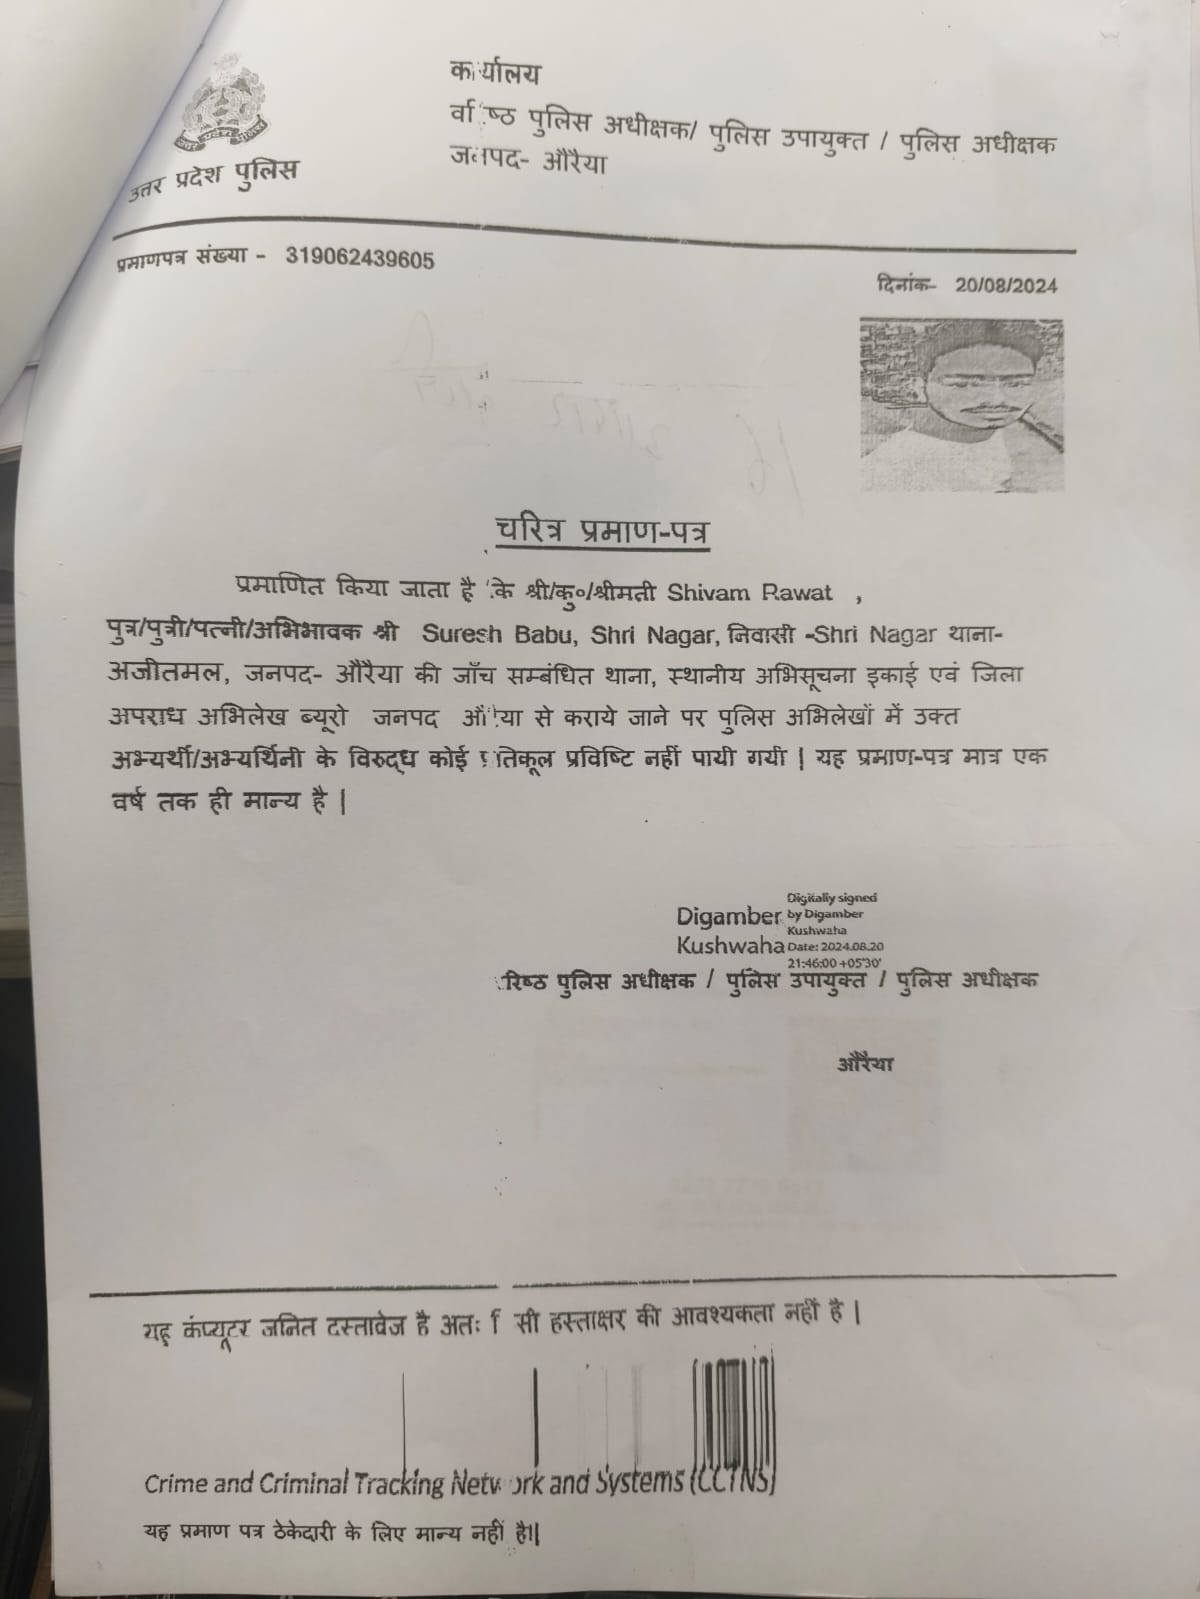 कार्यालय
वरिष्ठ पुलिस अधीक्षक/ पुलिस उपायुक्त / पुलिस अधीक्षक
जनपद- औरैया
उत्तर प्रदेश पुलिस
प्रमाणपत्र संख्या - 319062439605
दिनांक- 20/08/2024
चरित्र प्रमाण-पत्र
प्रमाणित किया जाता है कि श्री/कु०/श्रीमती Shivam Rawat ,
पुत्र/पुत्री/पत्नी/अभिभावक श्री Suresh Babu, Shri Nagar, निवासी -Shri Nagar थाना-
अजीतमल, जनपद- औरैया की जाँच सम्बंधित थाना, स्थानीय अभिसूचना इकाई एवं जिला
अपराध अभिलेख ब्यूरो जनपद औरैया से कराये जाने पर पुलिस अभिलेखों में उक्त
अभ्यर्थी/अभ्यर्थिनी के विरुद्ध कोई प्रतिकूल प्रविष्टि नहीं पायी गयी | यह प्रमाण-पत्र मात्र एक
वर्ष तक ही मान्य है |
Digamber
Kushwaha
Digitally signed
by Digamber
Kushwaha
Date: 2024.08.20
21:46:00 +05'30'
वरिष्ठ पुलिस अधीक्षक / पुलिस उपायुक्त / पुलिस अधीक्षक
औरैया
यह कंप्यूटर जनित दस्तावेज है अतः किसी हस्ताक्षर की आवश्यकता नहीं है |
Crime and Criminal Tracking Network and Systems (CCTNS)
यह प्रमाण पत्र ठेकेदारी के लिए मान्य नहीं है||